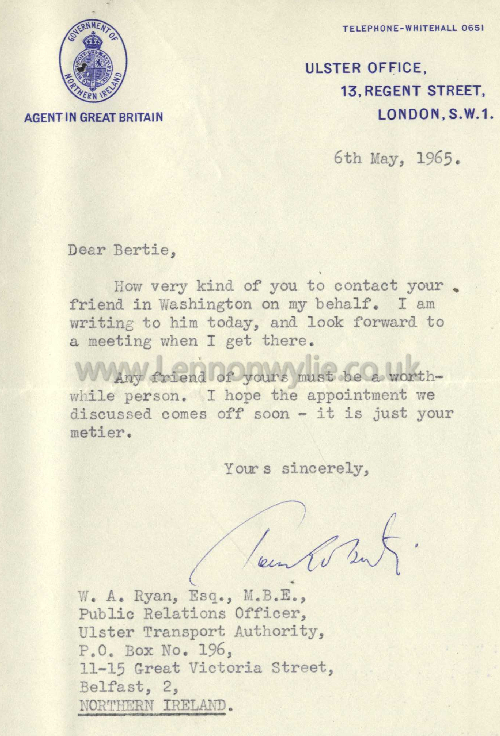 GOVERNMENT OF
NORTHERN IRELAND
AGENT IN GREAT BRITAIN
TELEPHONE-WHITEHALL 0651
ULSTER OFFICE,
13, REGENT STREET,
LONDON, S.W.1.
6th May, 1965.
Dear Bertie,
How very kind of you to contact your
friend in Washington on my behalf. I am
writing to him today, and look forward to
a meeting when I get there.
www.Lennonwylie.co.uk
Any friend of yours must be a worth-
while person. I hope the appointment we
discussed comes off soon - it is just your
metier.
Yours sincerely,
W. A. Ryan, Esq., M.B.E.,
Public Relations Officer,
Ulster Transport Authority,
P.O. Box No. 196,
11-15 Great Victoria Street,
Belfast, 2,
NORTHERN IRELAND.